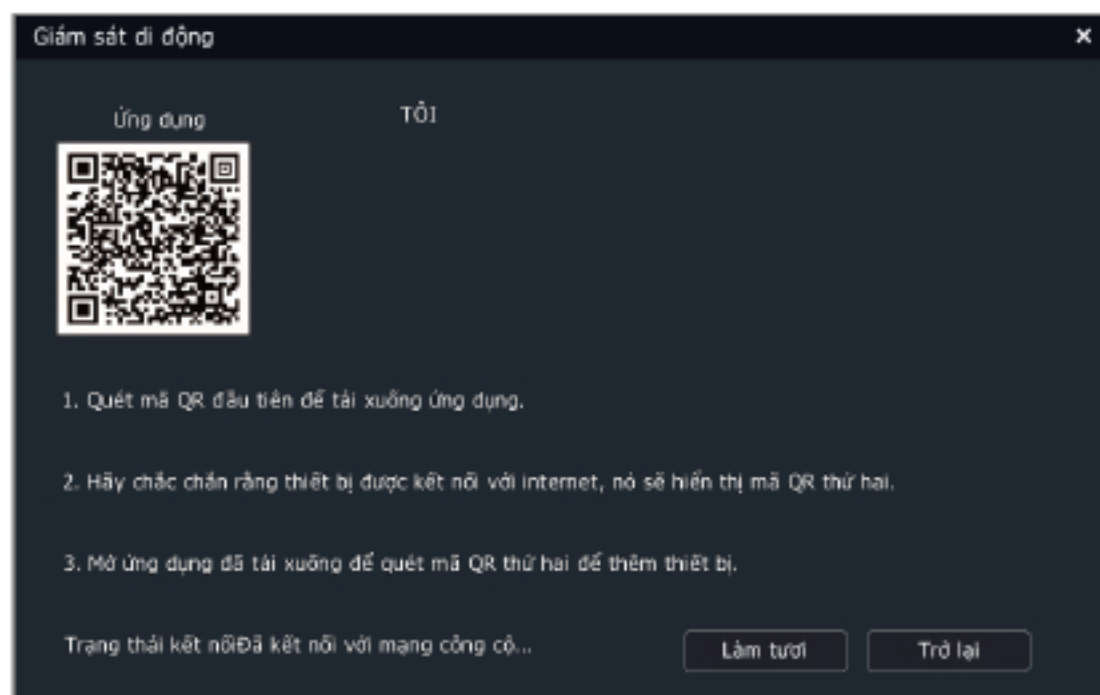 Giám sát di động
Ứng dụng
TÔI
1. Quét mã QR đầu tiên để tải xuống ứng dụng.
2. Hãy chắc chắn rằng thiết bị được kết nối với internet, nó sẽ hiển thị mã QR thứ hai.
3. Mở ứng dụng đã tải xuống để quét mã QR thứ hai để thêm thiết bị.
Trạng thái kết nốiĐã kết nối với mạng công cộ...
Làm tươi
Trở lại